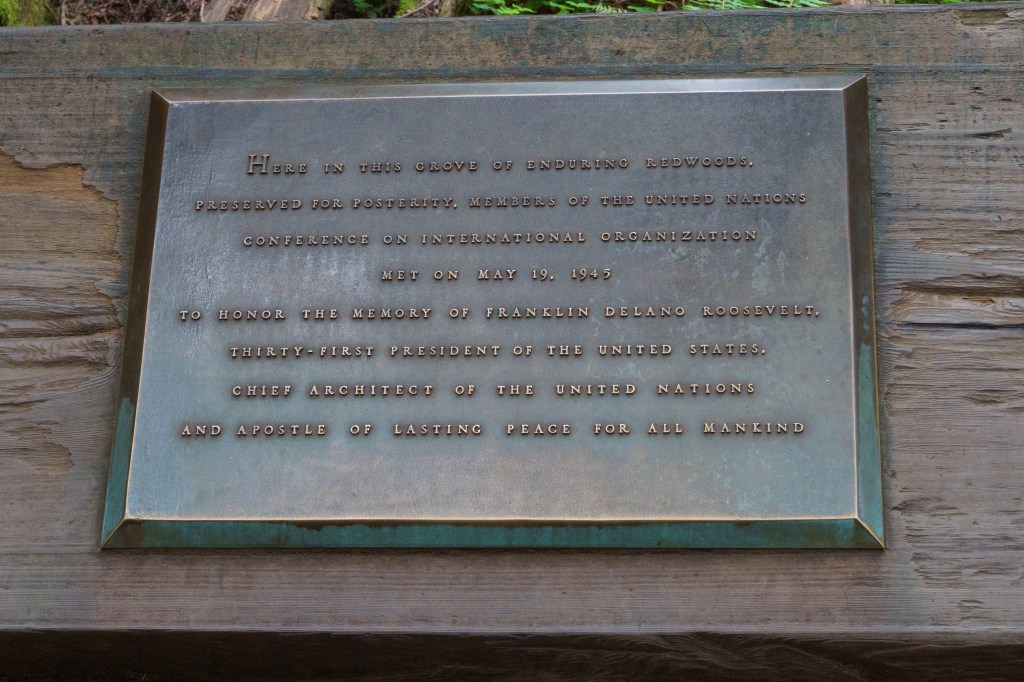 HERE IN THIS GROVE OF ENDURING REDWOODS,
PRESERVED FOR POSTERITY, MEMBERS OF THE UNITED NATIONS
CONFERENCE ON INTERNATIONAL ORGANIZATION
MET ON MAY 19, 1945
TO HONOR THE MEMORY OF FRANKLIN DELANO ROOSEVELT,
THIRTY-FIRST PRESIDENT OF THE UNITED STATES,
CHIEF ARCHITECT OF THE UNITED NATIONS
AND APOSTLE OF LASTING PEACE FOR ALL MANKIND